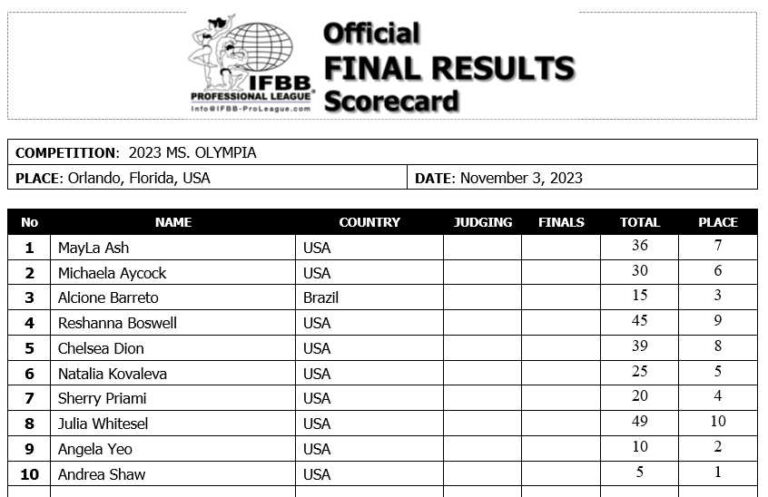 Official
FINAL RESULTS
Scorecard
IFBB
PROFESSIONAL LEAGUE
Info@IFBB-ProLeague.com
COMPETITION: 2023 MS. OLYMPIA
PLACE: Orlando, Florida, USA DATE: November 3, 2023
No NAME COUNTRY JUDGING FINALS TOTAL PLACE
1 MayLa Ash USA 36 7
2 Michaela Aycock USA 30 6
3 Alcione Barreto Brazil 15 3
4 Reshanna Boswell USA 45 9
5 Chelsea Dion USA 39 8
6 Natalia Kovaleva USA 25 5
7 Sherry Priami USA 20 4
8 Julia Whitesel USA 49 10
9 Angela Yeo USA 10 2
10 Andrea Shaw USA 5 1